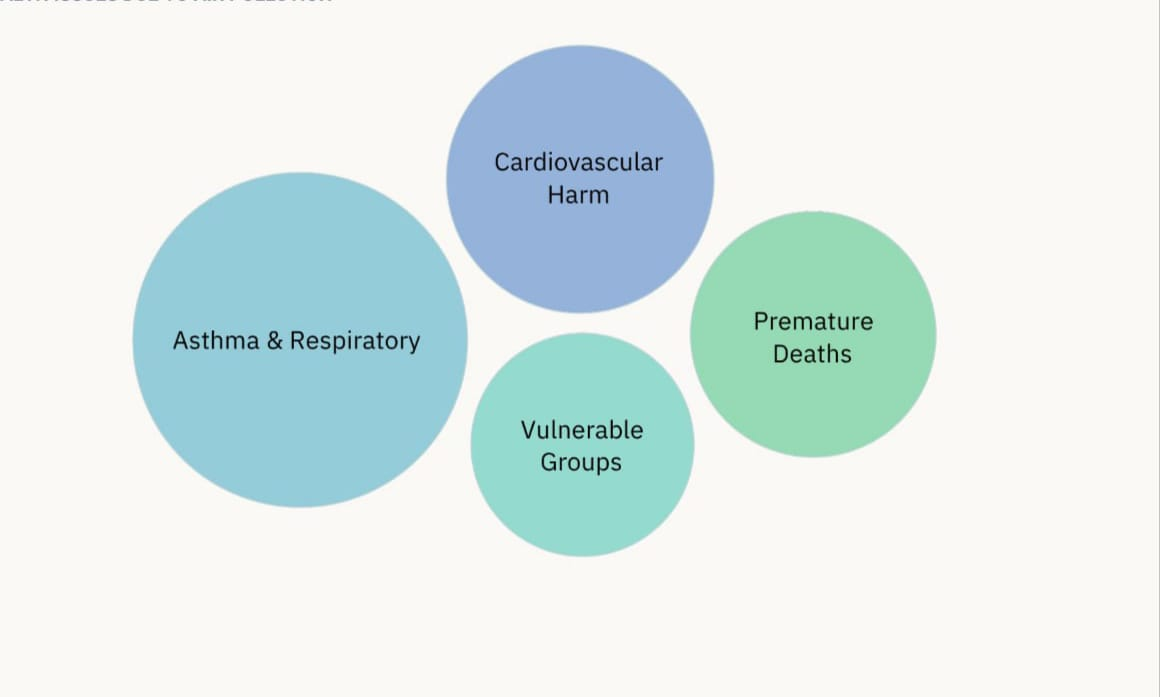 Cardiovascular
Harm
Asthma & Respiratory
Premature
Deaths
Vulnerable
Groups